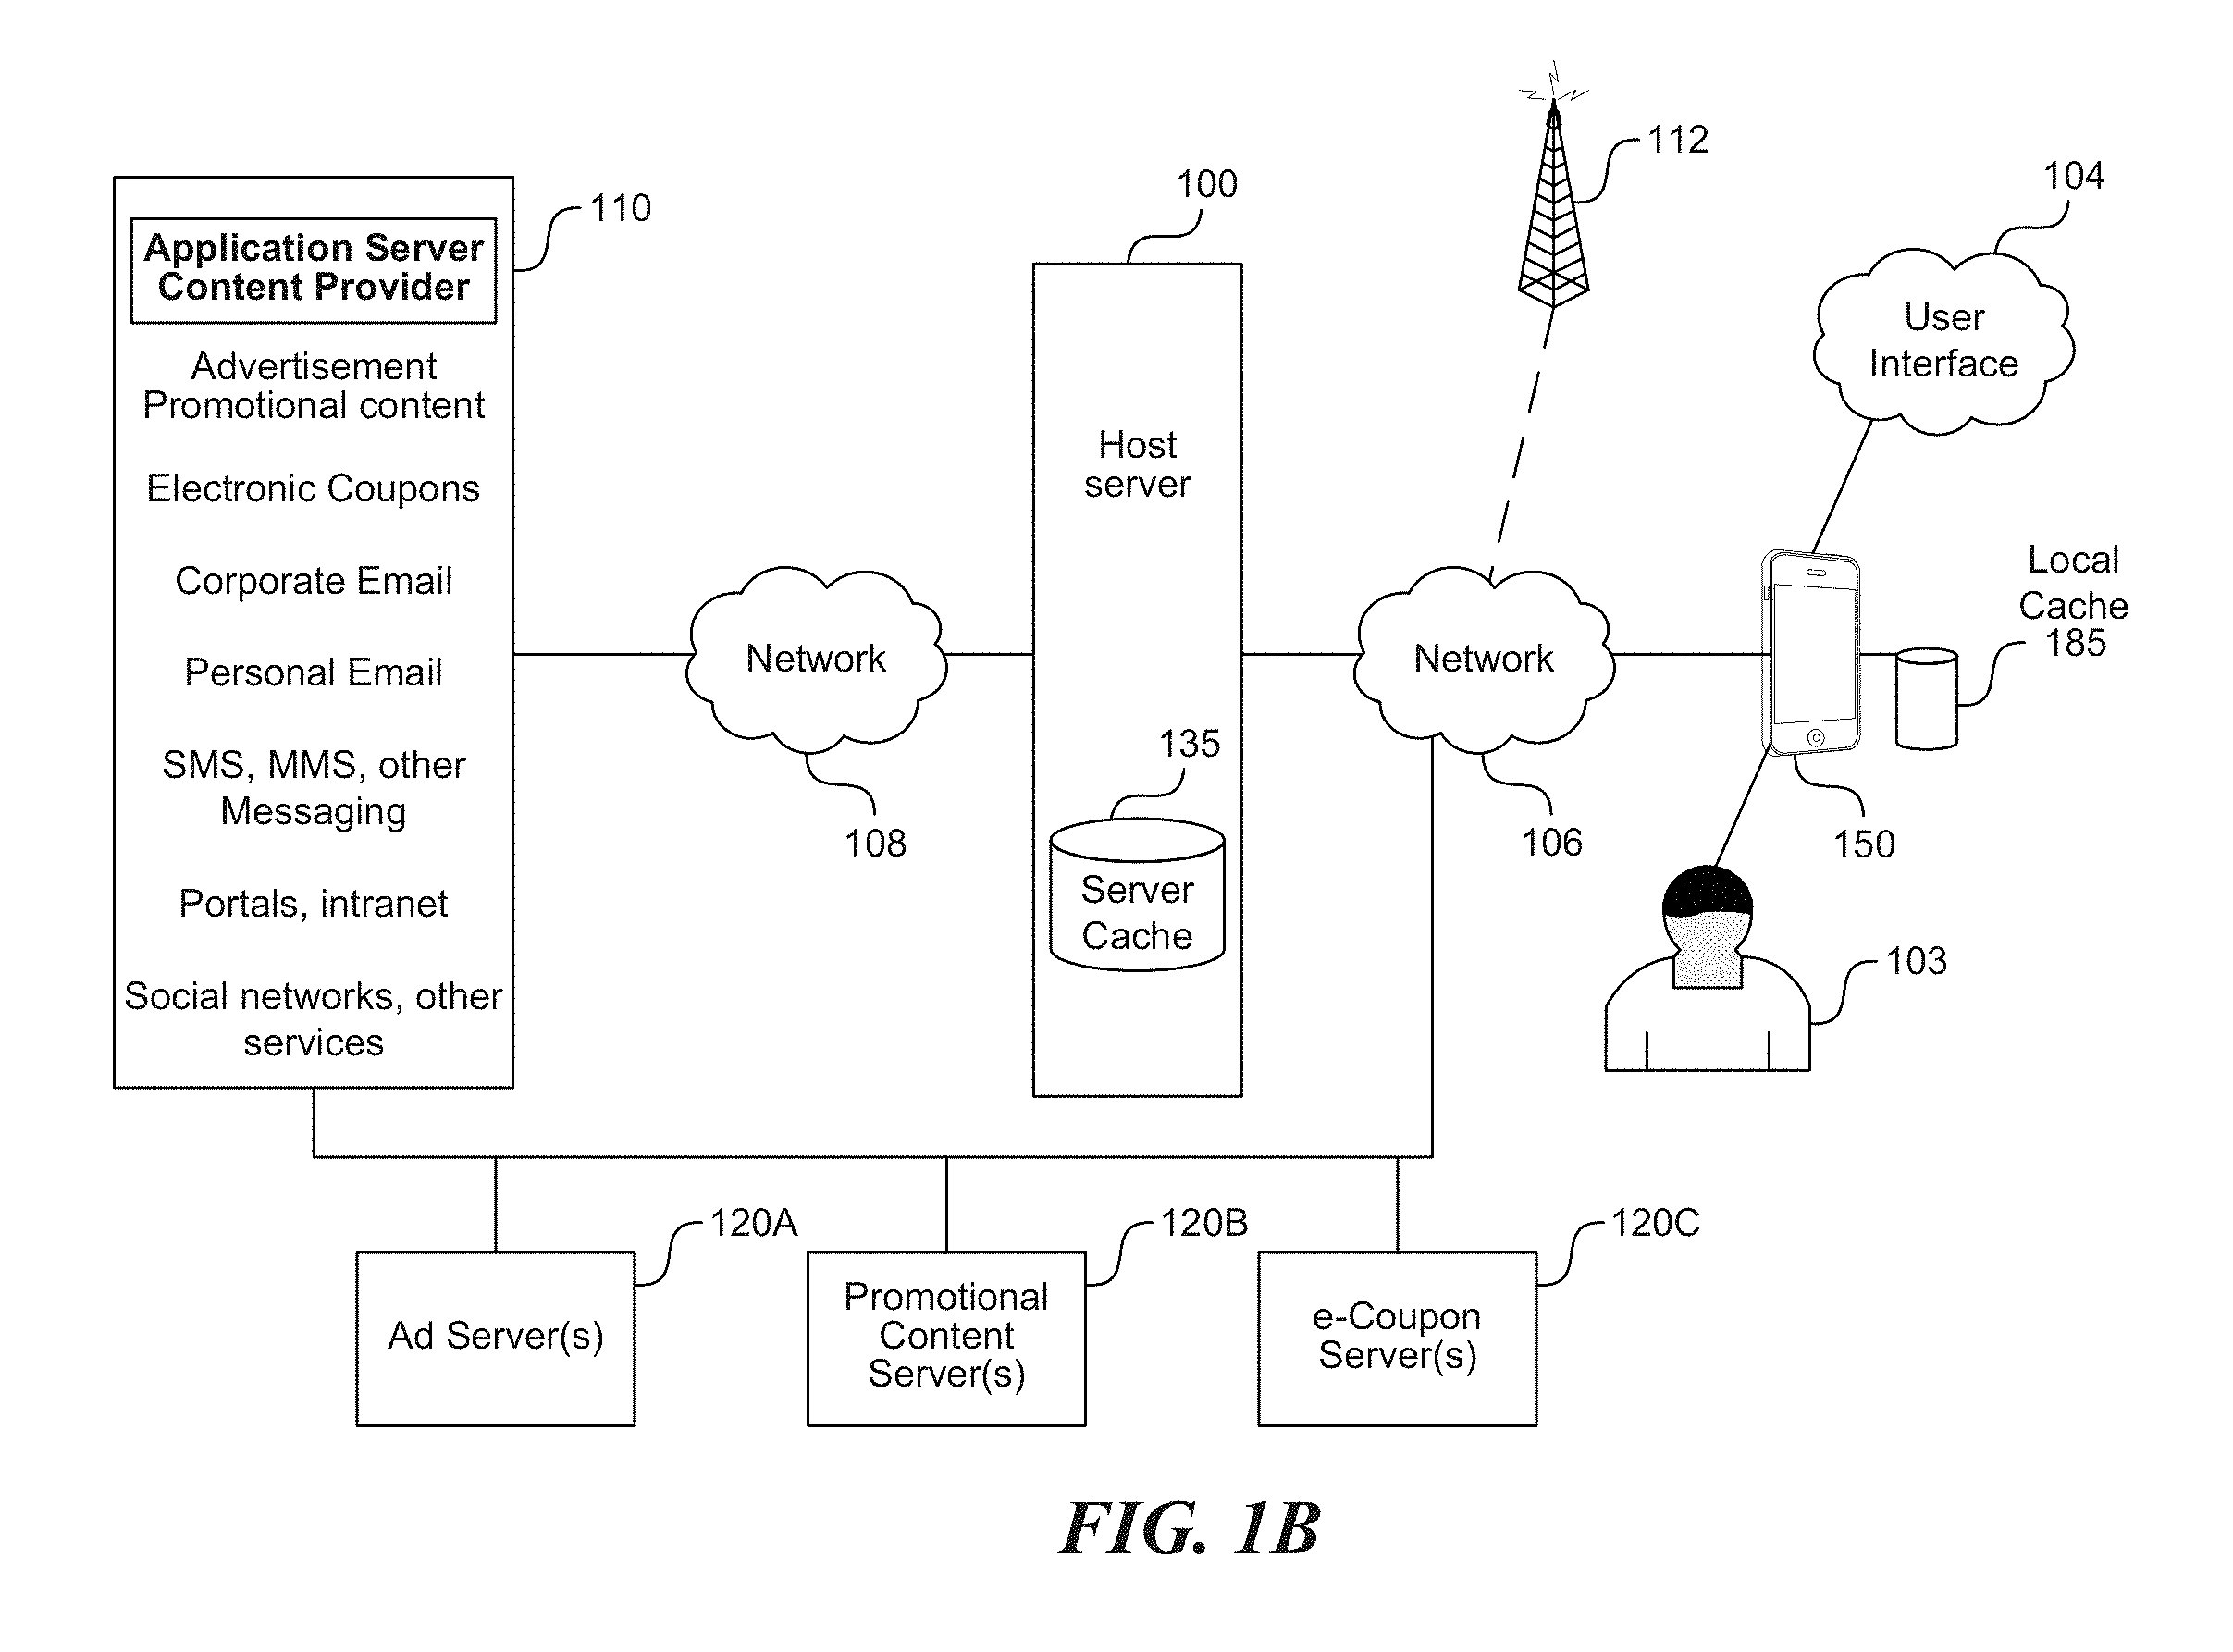 112
104
100
110
Application Server
Content Provider
User
Interface
Advertisement
Promotional content
Host
server
Electronic Coupons
Corporate Email
Local
Cache
185
Personal Email
Network
Network
135
SMS, MMS, other
Messaging
108
106
150
Server
Cache
Portals, intranet
103
Social networks, other
services
120A
120B
120C
Ad Server(s)
Promotional
Content
Server(s)
e-Coupon
Server(s)
FIG. 1B